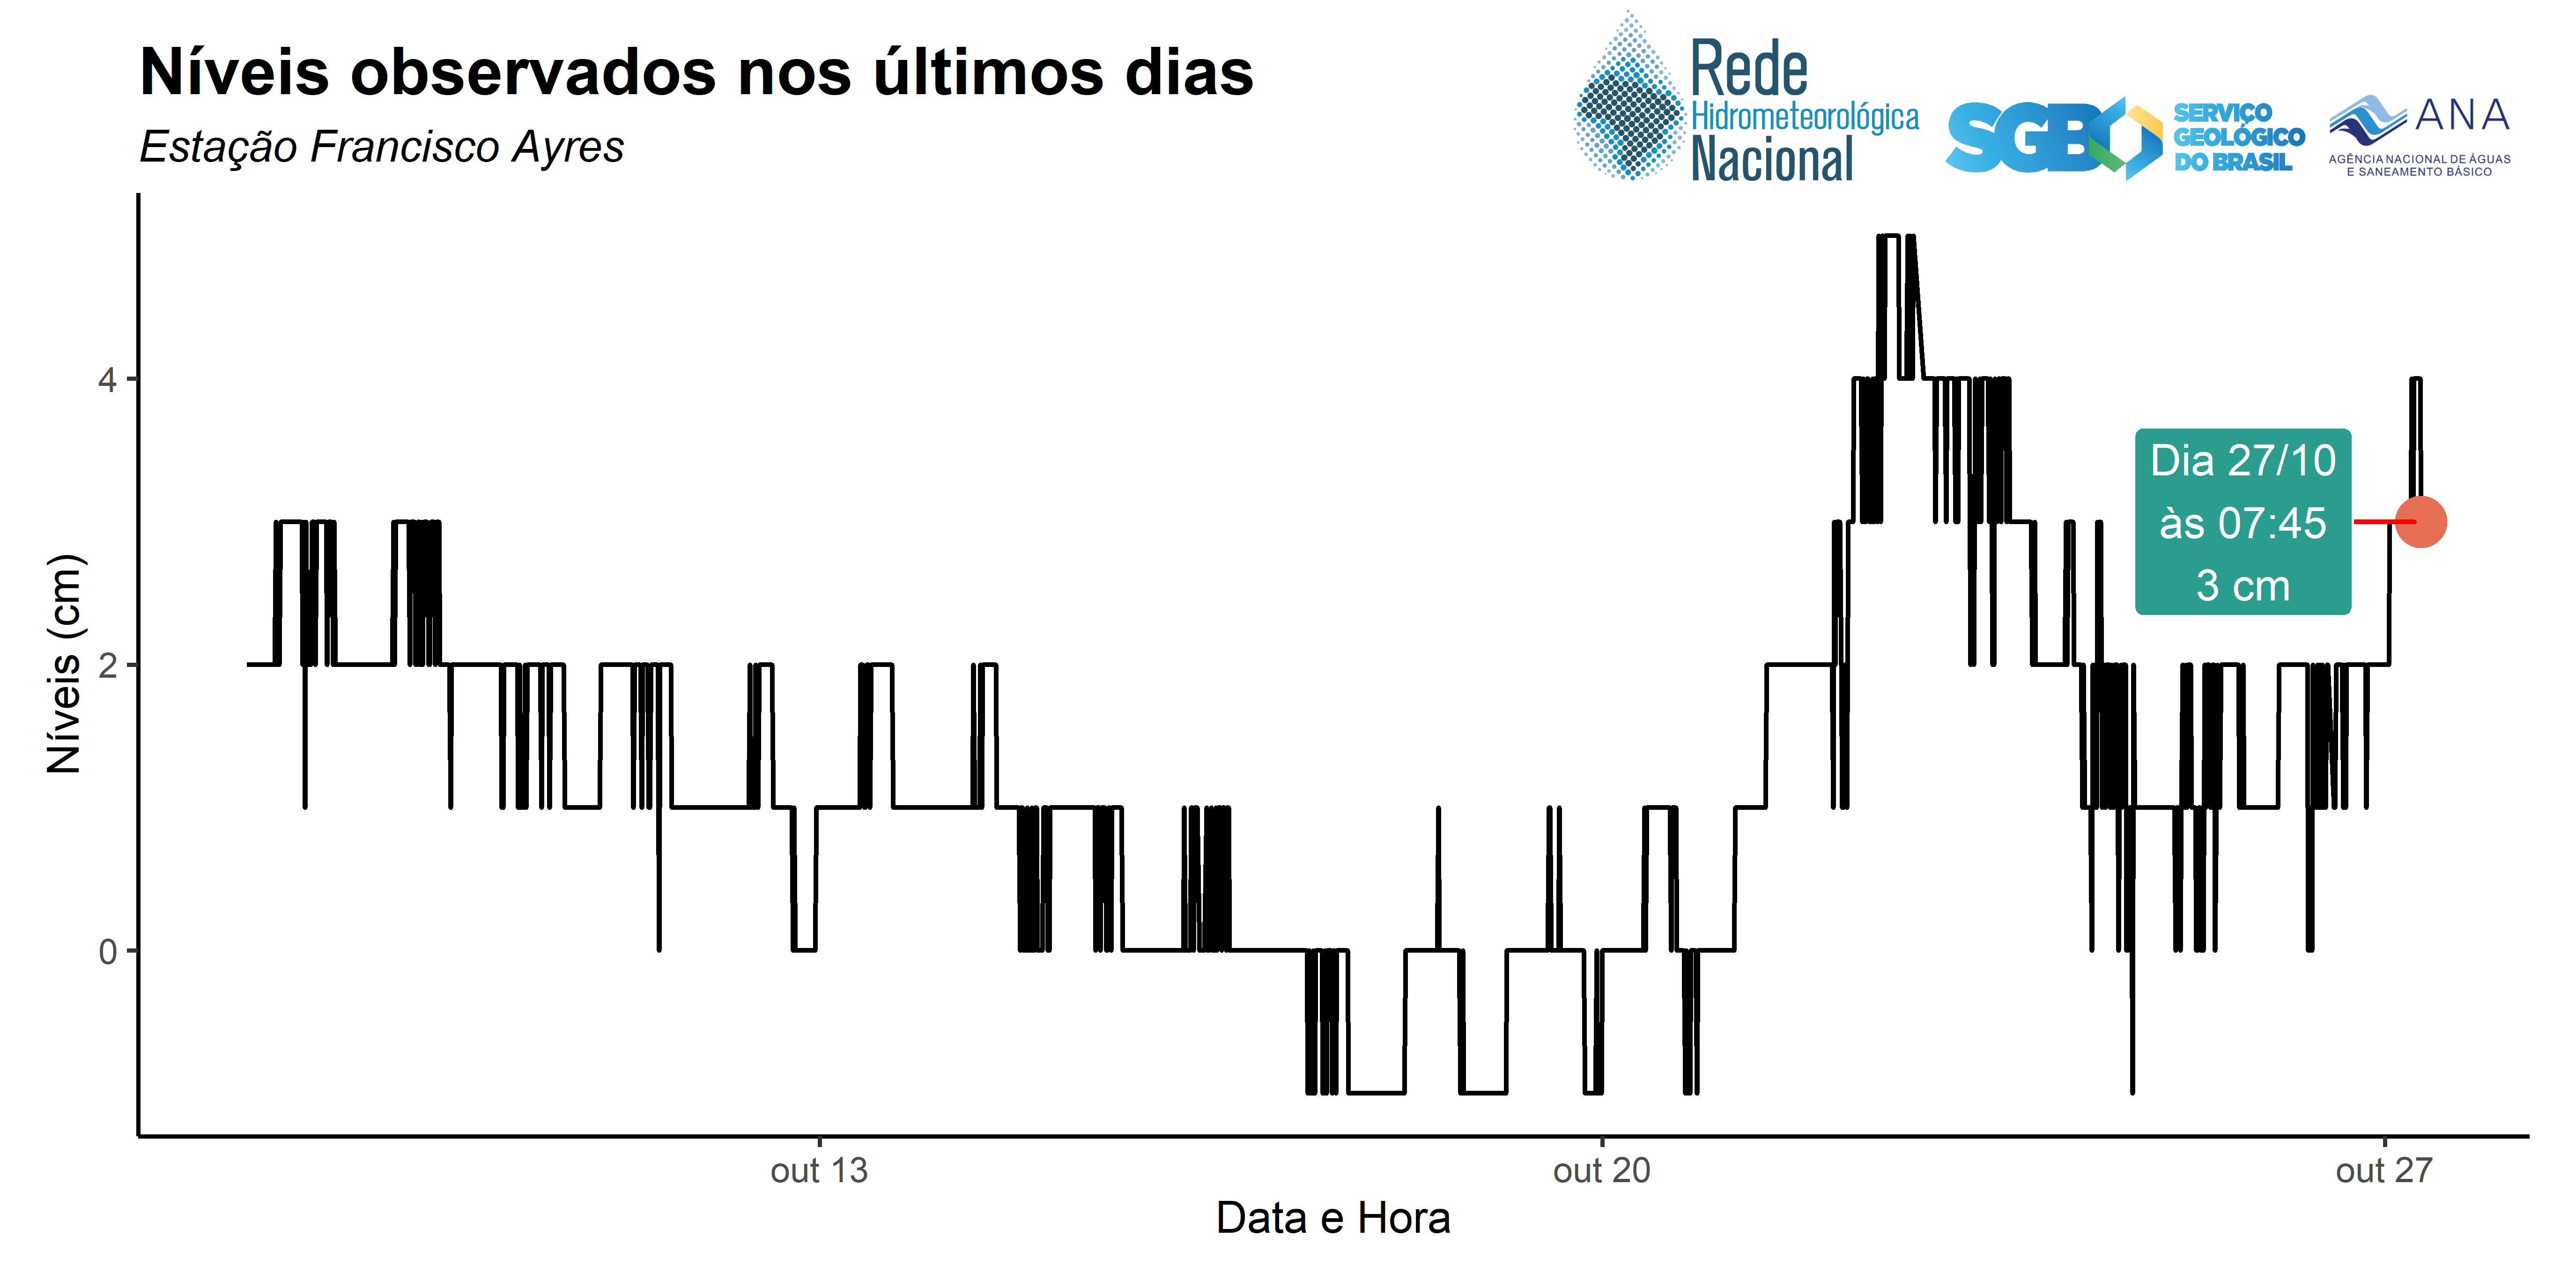 Níveis observados nos últimos dias
Estação Francisco Ayres
Rede
Hidrometeorológica
Nacional
SGB
SERVIÇO
GEOLÓGICO
DO BRASIL
ANA
AGÊNCIA NACIONAL DE ÁGUAS
E SANEAMENTO BÁSICO
Níveis (cm)
4
2
0
Dia 27/10
às 07:45
3 cm
out 13
out 20
out 27
Data e Hora